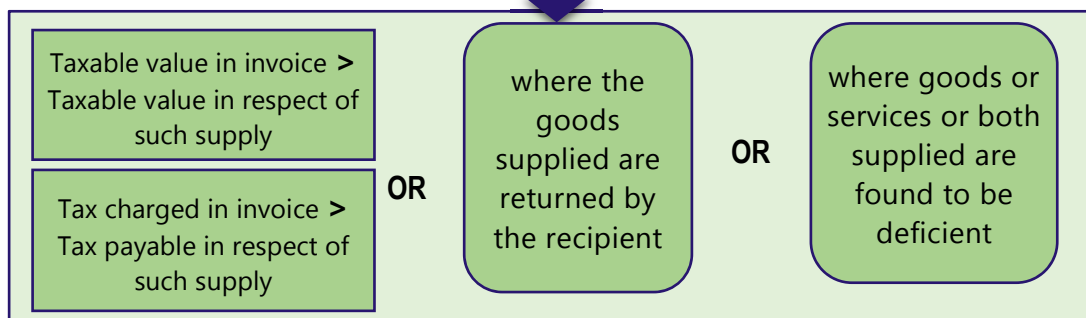 Taxable value in invoice >
Taxable value in respect of
such supply
Tax charged in invoice >
Tax payable in respect of
such supply
OR
where the
goods
supplied are
returned by
the recipient
OR
where goods or
services or both
supplied are
found to be
deficient